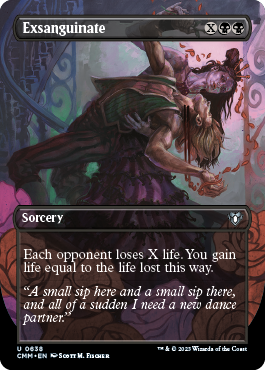 Exsanguinate XBB
Sorcery
Each opponent loses X life. You gain
life equal to the life lost this way.
“A small sip here and a small sip there,
and all of a sudden I need a new dance
partner.”
U 0638
CMM • EN Scott M. Fischer
™ & © 2023 Wizards of the Coast